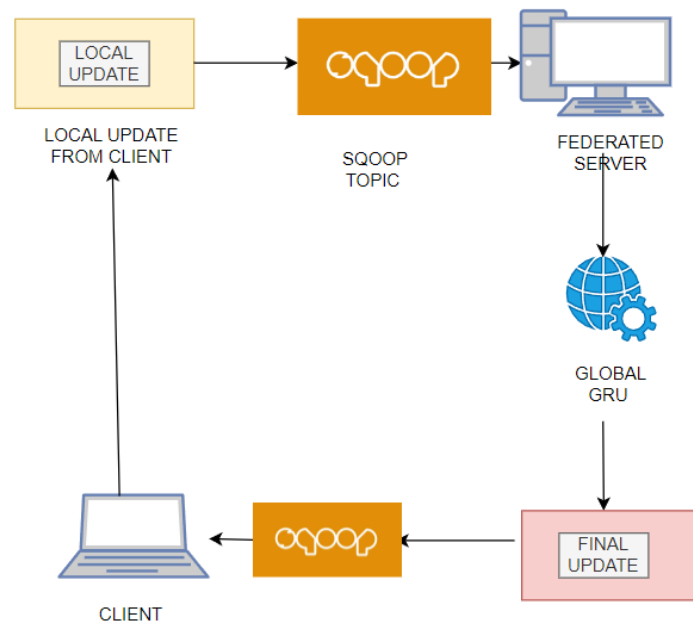 LOCAL
UPDATE
sqoop
LOCAL UPDATE
FROM CLIENT
SQOOP
TOPIC
FEDERATED
SERVER
GLOBAL
GRU
sqoop
FINAL
UPDATE
CLIENT